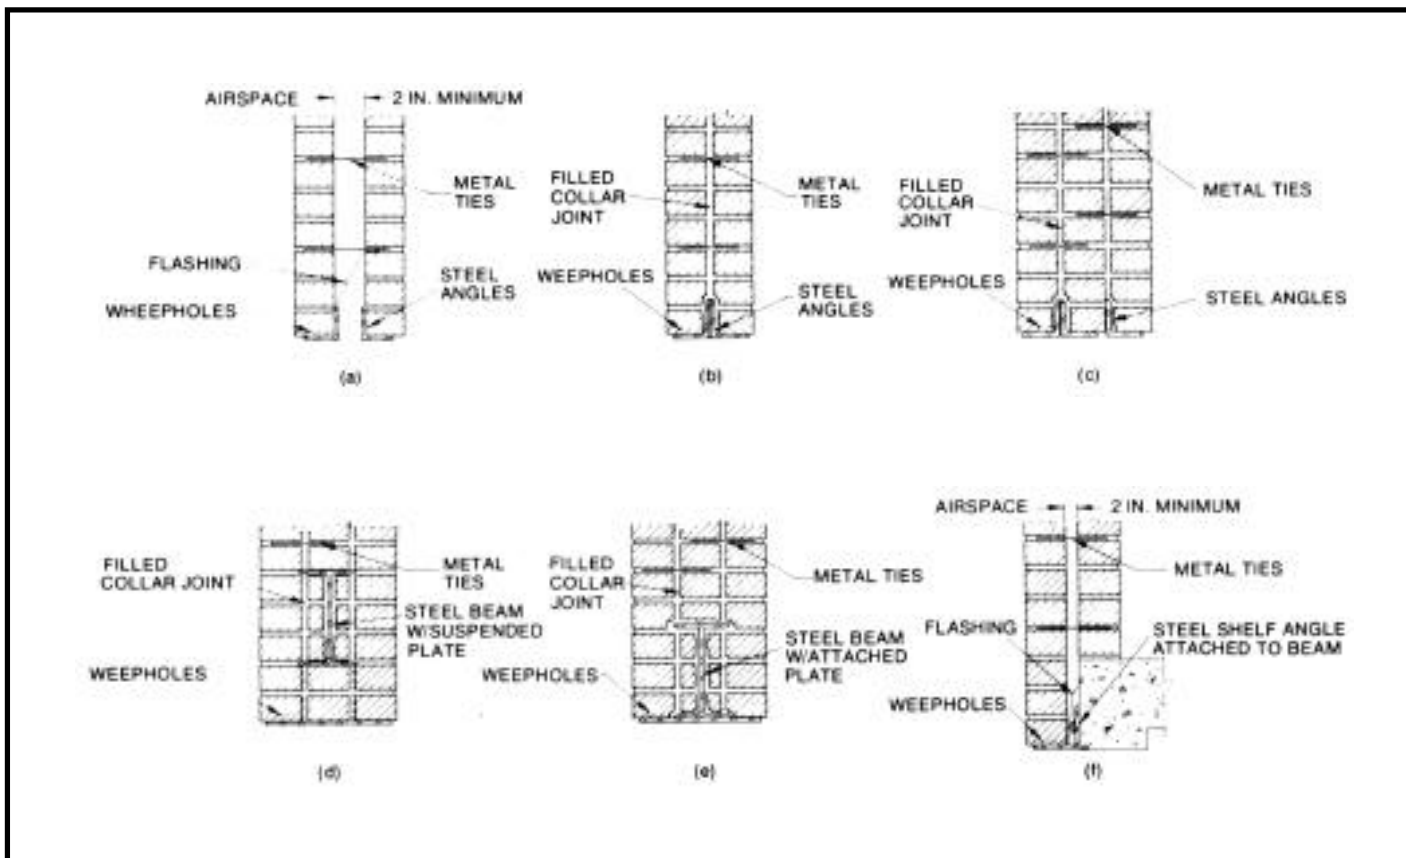 AIRSPACE
2 IN. MINIMUM
METAL
TIES
FLASHING
STEEL
ANGLES
WHEEPHOLES
(a)
FILLED
COLLAR
JOINT
METAL
TIES
WEEPHOLES
STEEL
ANGLES
(b)
FILLED
COLLAR
JOINT
METAL TIES
WEEPHOLES
STEEL ANGLES
(c)
FILLED
COLLAR JOINT
METAL
TIES
STEEL BEAM
W/SUSPENDED
PLATE
WEEPHOLES
(d)
FILLED
COLLAR
JOINT
METAL TIES
STEEL BEAM
W/ATTACHED
PLATE
WEEPHOLES
(e)
AIRSPACE
2 IN. MINIMUM
METAL TIES
FLASHING
STEEL SHELF ANGLE
ATTACHED TO BEAM
WEEPHOLES
(f)